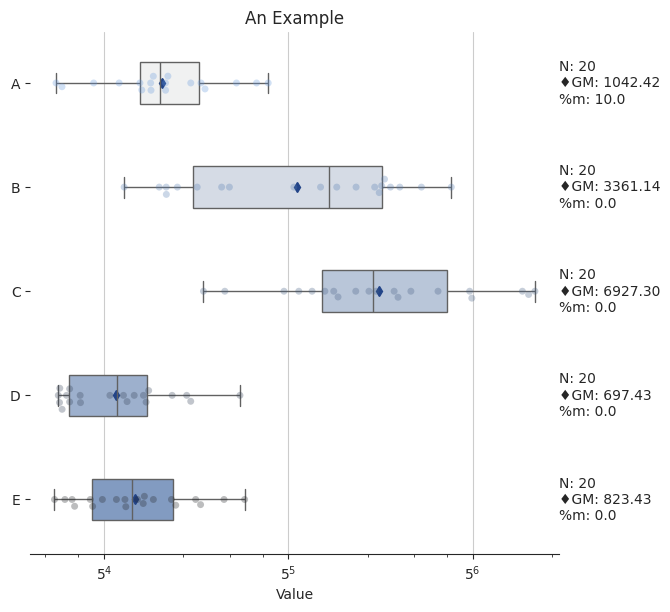 An Example
A
N: 20
♦GM: 1042.42
%m: 10.0
B
N: 20
♦GM: 3361.14
%m: 0.0
C
N: 20
♦GM: 6927.30
%m: 0.0
D
N: 20
♦GM: 697.43
%m: 0.0
E
N: 20
♦GM: 823.43
%m: 0.0
5⁴ 5⁵ 5⁶
Value